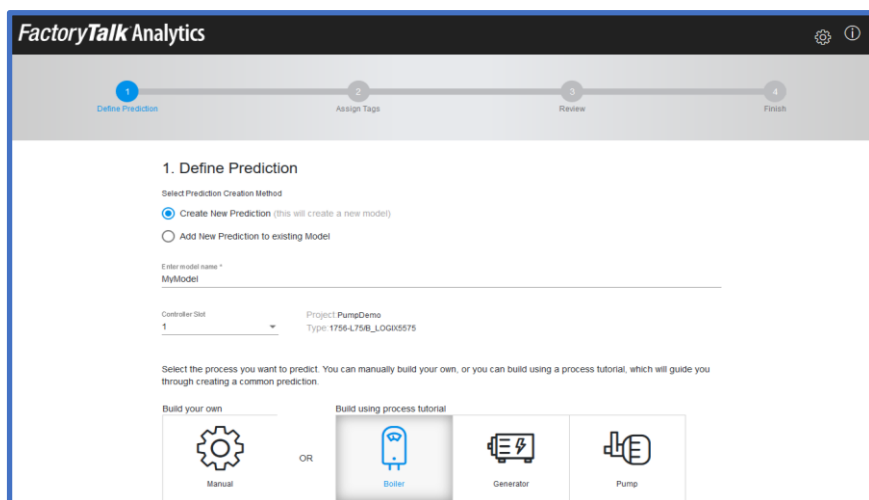 FactoryTalk Analytics
1
2
3
4
Define Prediction
Assign Tags
Review
Finish
1. Define Prediction
Select Prediction Creation Method
Create New Prediction (this will create a new model)
Add New Prediction to existing Model
Enter model name *
MyModel
Controller Slot
Project: PumpDemo
1
Type: 1756-L75/B_LOGIX5575
Select the process you want to predict. You can manually build your own, or you can build using a process tutorial, which will guide you
through creating a common prediction.
Build your own
Build using process tutorial
OR
Manual
Boiler
Generator
Pump